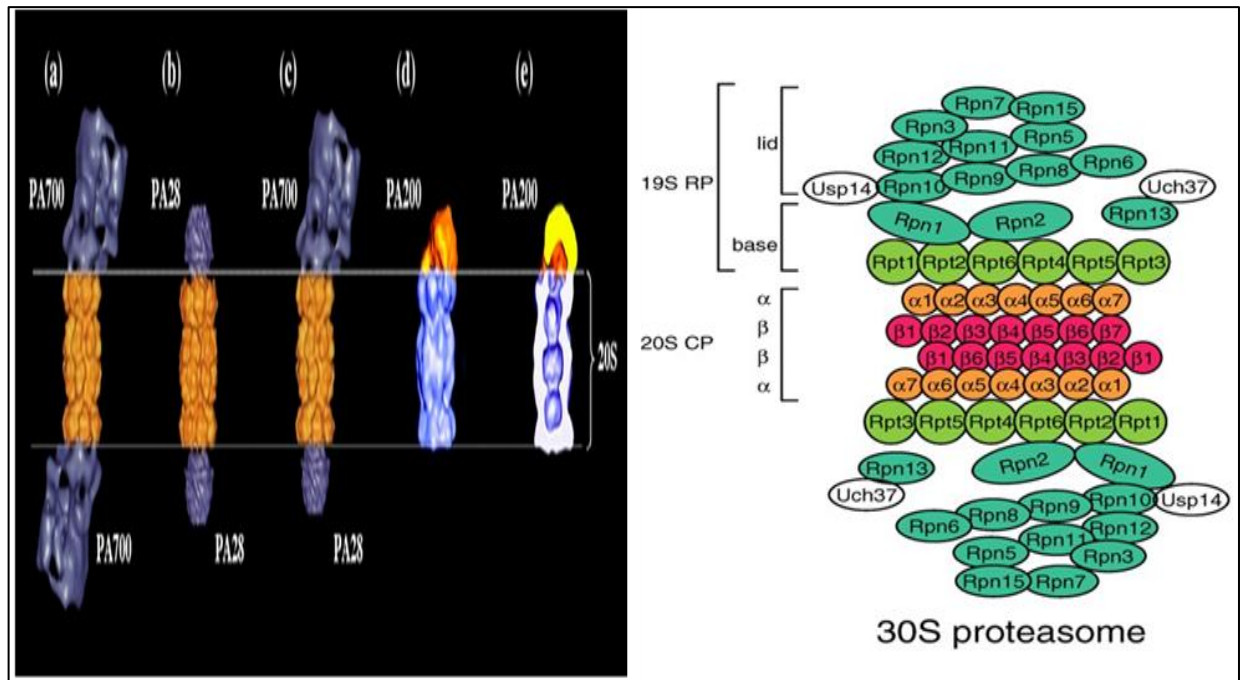 (a) (b) (c) (d) (e)
PA700 PA28 PA700 PA200 PA200
20S
PA700 PA28 PA28
19S RP
lid
base
Rpn7 Rpn15
Rpn3 Rpn11 Rpn5
Rpn12 Rpn9 Rpn8 Rpn6
Usp14 Rpn10 Uch37
Rpn1 Rpn2 Rpn13
Rpt1 Rpt2 Rpt6 Rpt4 Rpt5 Rpt3
20S CP
α α1 α2 α3 α4 α5 α6 α7
β β1 β2 β3 β4 β5 β6 β7
β β1 β6 β5 β4 β3 β2 β1
α α7 α6 α5 α4 α3 α2 α1
Rpt3 Rpt5 Rpt4 Rpt6 Rpt2 Rpt1
Rpn13 Rpn2 Rpn1
Uch37 Rpn10 Usp14
Rpn6 Rpn8 Rpn9 Rpn12
Rpn5 Rpn11 Rpn3
Rpn15 Rpn7
30S proteasome